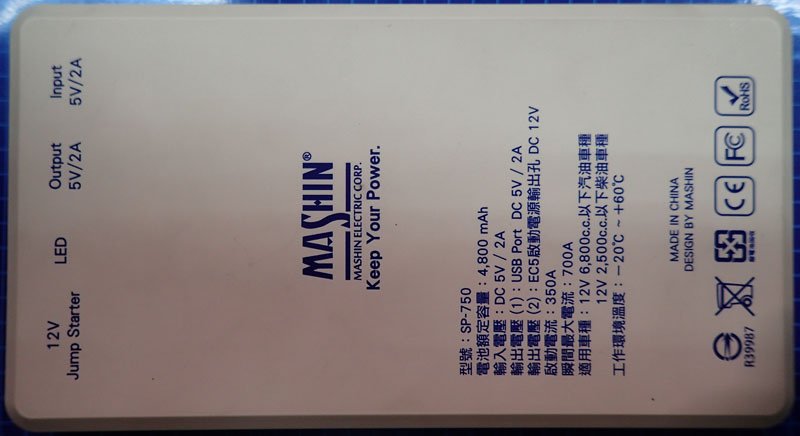 Input
5V/2A
Output
5V/2A
LED
12V
Jump Starter
MASHIN®
MASHIN ELECTRIC CORP.
Keep Your Power.
型號：SP-750
電池額定容量：4,800 mAh
輸入電壓：DC 5V / 2A
輸出電壓 (1)：USB Port DC 5V / 2A
輸出電壓 (2)：EC5啟動電源輸出孔 DC 12V
啟動電流：350A
瞬間最大電流：700A
適用車種：12V 6,800c.c.以下汽油車種
12V 2,500c.c.以下柴油車種
工作環境溫度：－20℃ ~ +60℃
MADE IN CHINA
DESIGN BY MASHIN
R39987
CE
FC
RoHS